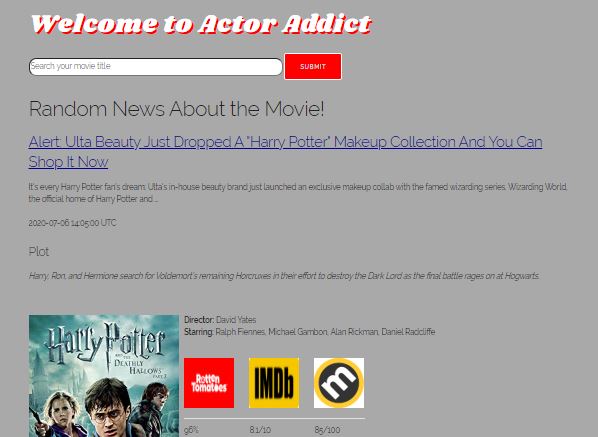 Welcome to Actor Addict
Search your movie title
SUBMIT
Random News About the Movie!
Alert: Ulta Beauty Just Dropped A "Harry Potter" Makeup Collection And You Can
Shop It Now
It's every Harry Potter fan's dream: Ulta's in-house beauty brand just launched an exclusive makeup collab with the famed wizarding series. Wizarding World,
the official home of Harry Potter and ...
2020-07-06 14:05:00 UTC
Plot
Harry, Ron, and Hermione search for Voldemort's remaining Horcruxes in their effort to destroy the Dark Lord as the final battle rages on at Hogwarts.
Harry Potter
AND THE
DEATHLY
HALLOWS
PART 2
Director: David Yates
Starring: Ralph Fiennes, Michael Gambon, Alan Rickman, Daniel Radcliffe
Rotten
Tomatoes
IMDb
m
96% 8.1/10 85/100